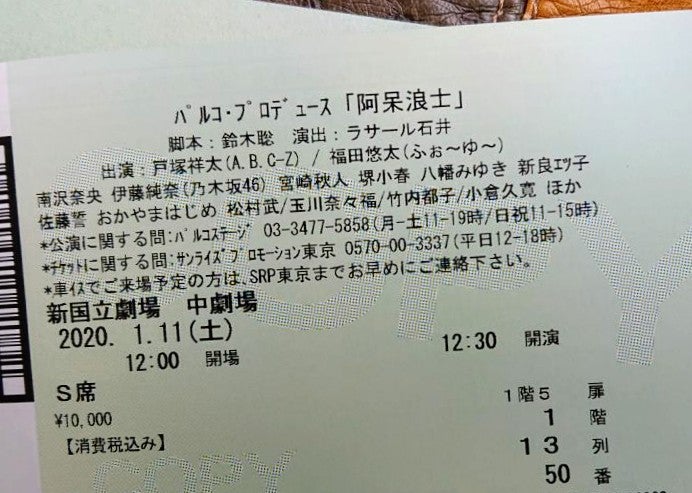 ﾊﾟﾙｺ･ﾌﾟﾛﾃﾞｭｰｽ「阿呆浪士」
脚本：鈴木聡　演出：ラサール石井
出演：戸塚祥太(A.B.C-Z) / 福田悠太(ふぉ〜ゆ〜)
南沢奈央 伊藤純奈(乃木坂46) 宮崎秋人 堺小春 八幡みゆき 新良ｴﾂ子
佐藤誓 おかやまはじめ 松村武/玉川奈々福/竹内都子/小倉久寛 ほか
*公演に関する問：ﾊﾟﾙｺｽﾃｰｼﾞ 03-3477-5858(月-土11-19時/日祝11-15時)
*ﾁｹｯﾄに関する問：ｻﾝﾗｲｽﾞﾌﾟﾛﾓｰｼｮﾝ東京 0570-00-3337(平日12-18時)
*車ｲｽでご来場予定の方は、SRP東京までお早めにご連絡下さい。
新国立劇場　中劇場
2020. 1.11(土)
12:00 開場
12:30 開演
S席
1階5 扉
¥10,000
1 階
【消費税込み】
13 列
50 番
COPY
COPY